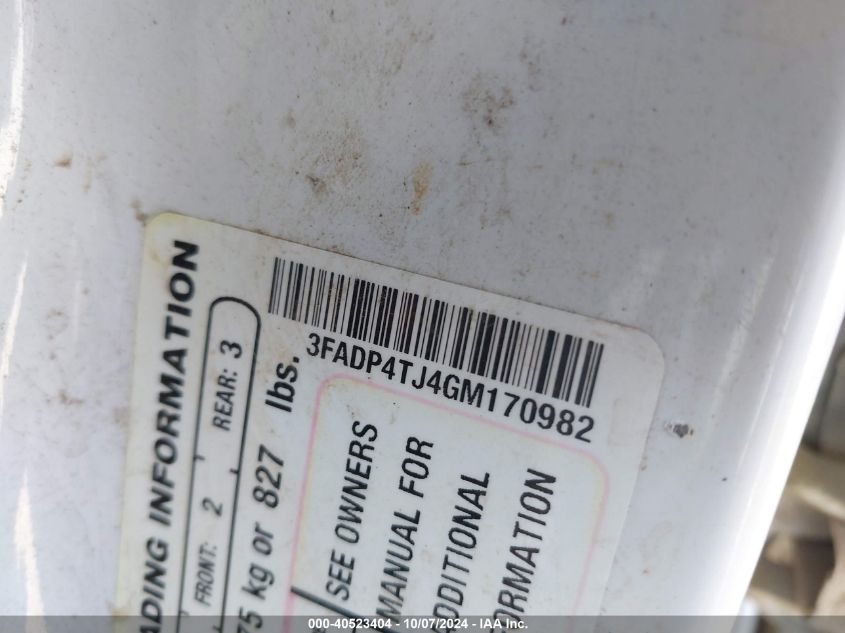 ADING INFORMATION
FRONT: 2 REAR: 3
75 kg or 827 lbs.
3FADP4TJ4GM170982
SEE OWNERS
MANUAL FOR
DDITIONAL
FORMATION
000-40523404 - 10/07/2024 - IAA Inc.